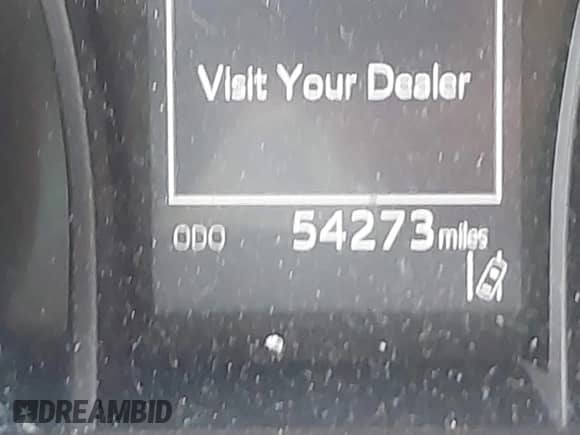 Visit Your Dealer
ODO 54273 miles
DREAMBID